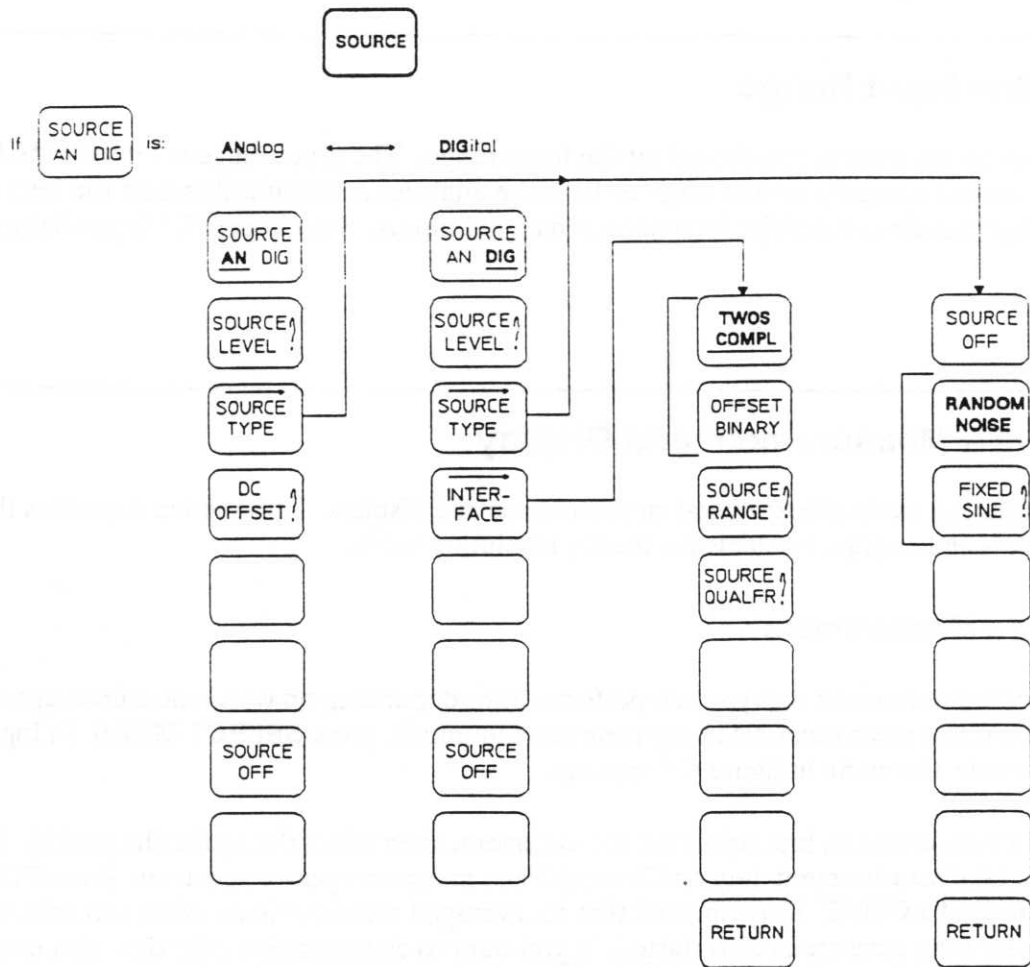 SOURCE
If
SOURCE
AN DIG
is:
ANalog
DIGital
SOURCE
AN DIG
SOURCE
LEVEL
SOURCE
TYPE
DC
OFFSET
SOURCE
OFF
SOURCE
AN DIG
SOURCE
LEVEL
SOURCE
TYPE
INTER-
FACE
SOURCE
OFF
TWOS
COMPL
OFFSET
BINARY
SOURCE
RANGE
SOURCE
QUALFR
RETURN
SOURCE
OFF
RANDOM
NOISE
FIXED
SINE
RETURN